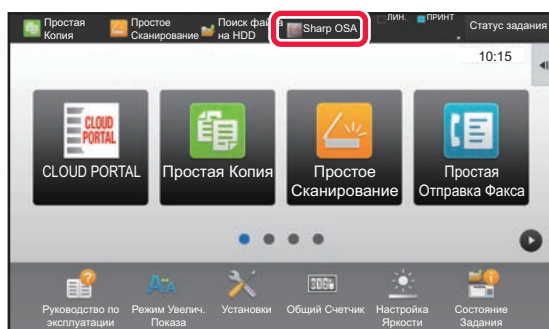 Простая
Копия
Простое
Сканирование
Поиск файла
на HDD
Sharp OSA
ЛИН.
ПРИНТ
Статус задания
10:15
CLOUD
PORTAL
CLOUD PORTAL
Простая Копия
Простое
Сканирование
Простая
Отправка Факса
Руководство по
эксплуатации
Режим Увелич.
Показа
Установки
Общий Счетчик
Настройка
Яркости
Состояние
Задания